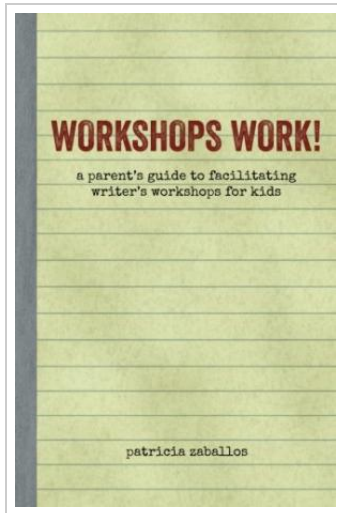 WORKSHOPS WORK!
a parent's guide to facilitating
writer's workshops for kids
patricia zaballos